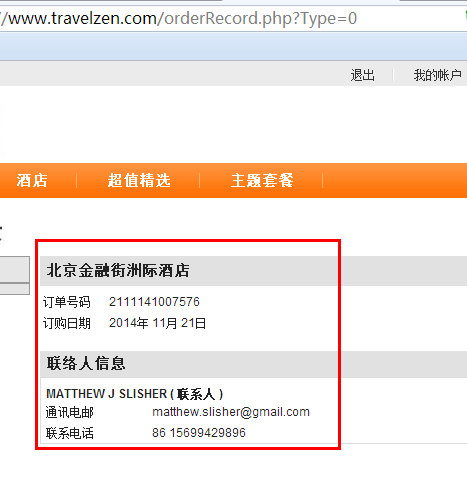 /www.travelzen.com/orderRecord.php?Type=0
退出 我的帐户
酒店 超值精选 主题套餐
北京金融街洲际酒店
订单号码 2111141007576
订购日期 2014年 11月 21日
联络人信息
MATTHEW J SLISHER ( 联系人 )
通讯电邮 matthew.slisher@gmail.com
联系电话 86 15699429896